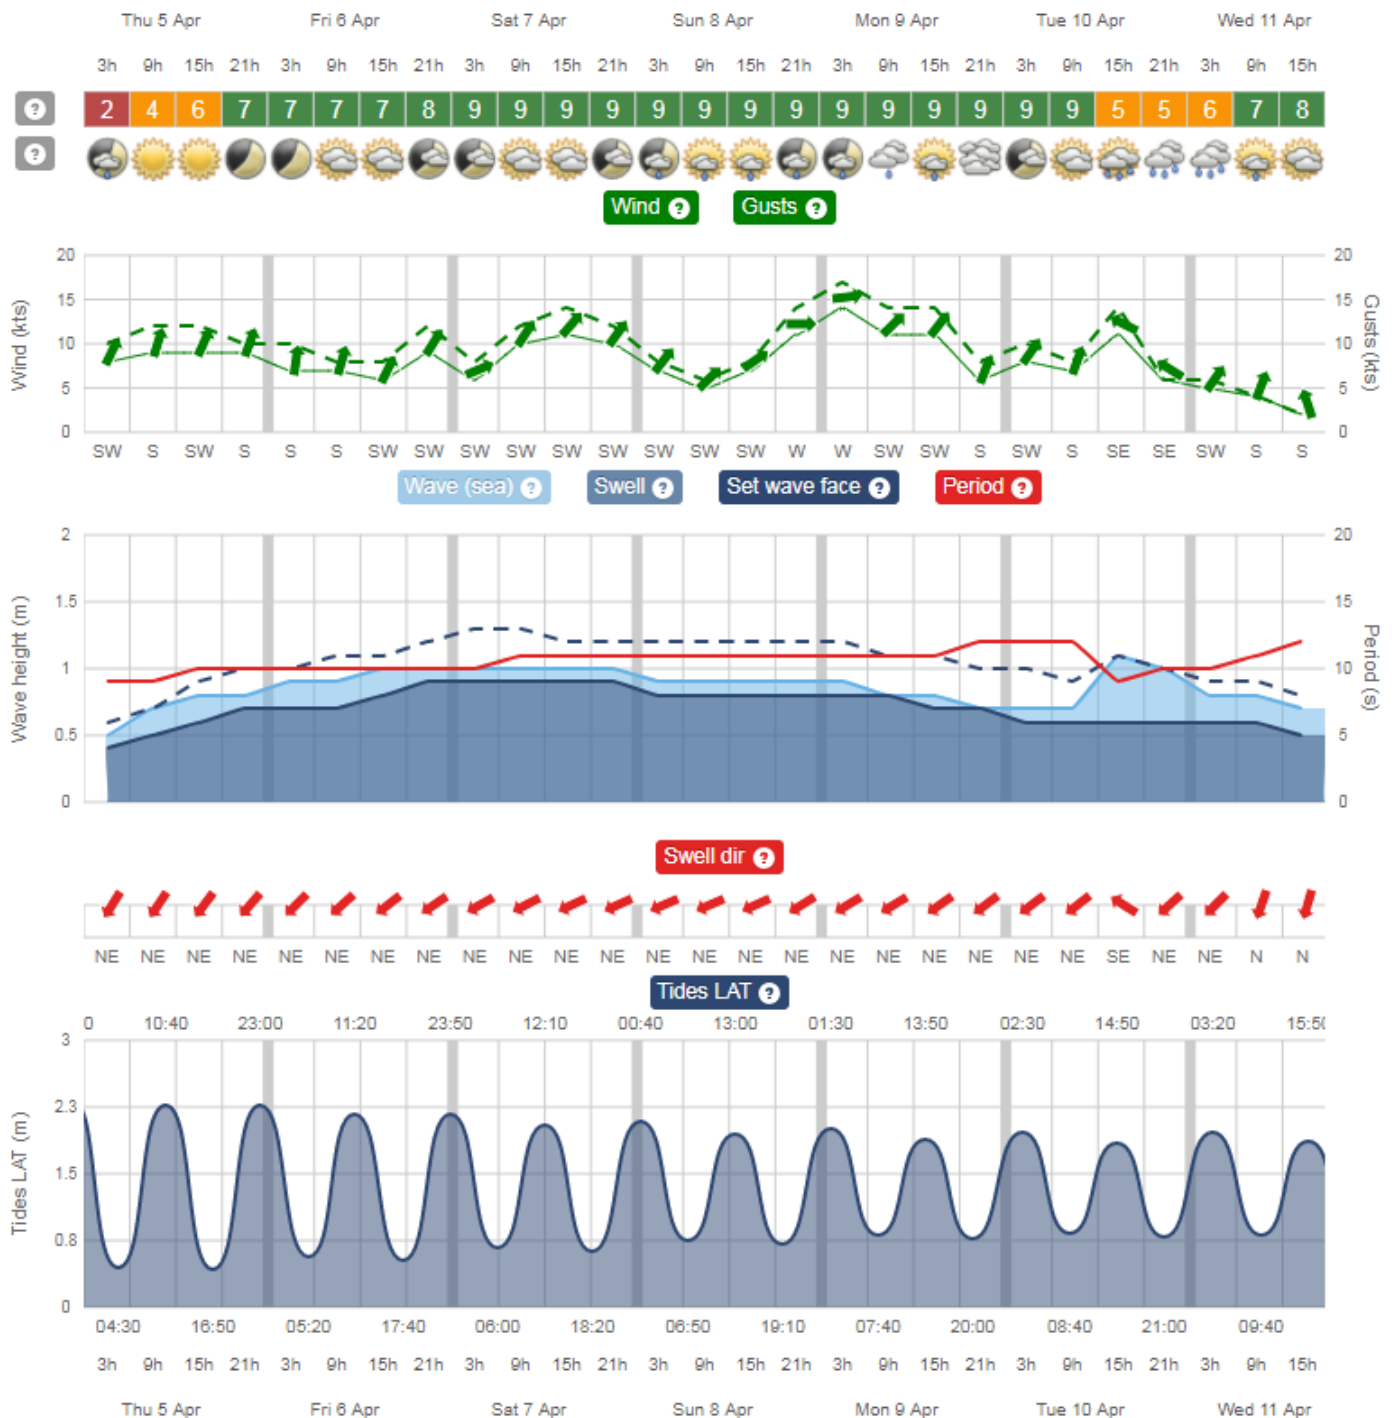 Thu 5 Apr Fri 6 Apr Sat 7 Apr Sun 8 Apr Mon 9 Apr Tue 10 Apr Wed 11 Apr
3h 9h 15h 21h 3h 9h 15h 21h 3h 9h 15h 21h 3h 9h 15h 21h 3h 9h 15h 21h 3h 9h 15h 21h 3h 9h 15h
? 2 4 6 7 7 7 7 8 9 9 9 9 9 9 9 9 9 9 9 9 9 9 5 5 6 7 8
?
Wind ? Gusts ?
20 20
15 15
10 10
5 5
0 0
Wind (kts)
Gusts (kts)
SW S SW S S S SW SW SW SW SW SW SW SW SW W W SW SW S SW S SE SE SW S S
Wave (sea) ? Swell ? Set wave face ? Period ?
2 20
1.5 15
1 10
0.5 5
0 0
Wave height (m)
Period (s)
Swell dir ?
NE NE NE NE NE NE NE NE NE NE NE NE NE NE NE NE NE NE NE NE NE NE SE NE NE N N
Tides LAT ?
0 10:40 23:00 11:20 23:50 12:10 00:40 13:00 01:30 13:50 02:30 14:50 03:20 15:50
3
2.3
1.5
0.8
0
Tides LAT (m)
04:30 16:50 05:20 17:40 06:00 18:20 06:50 19:10 07:40 20:00 08:40 21:00 09:40
3h 9h 15h 21h 3h 9h 15h 21h 3h 9h 15h 21h 3h 9h 15h 21h 3h 9h 15h 21h 3h 9h 15h 21h 3h 9h 15h
Thu 5 Apr Fri 6 Apr Sat 7 Apr Sun 8 Apr Mon 9 Apr Tue 10 Apr Wed 11 Apr